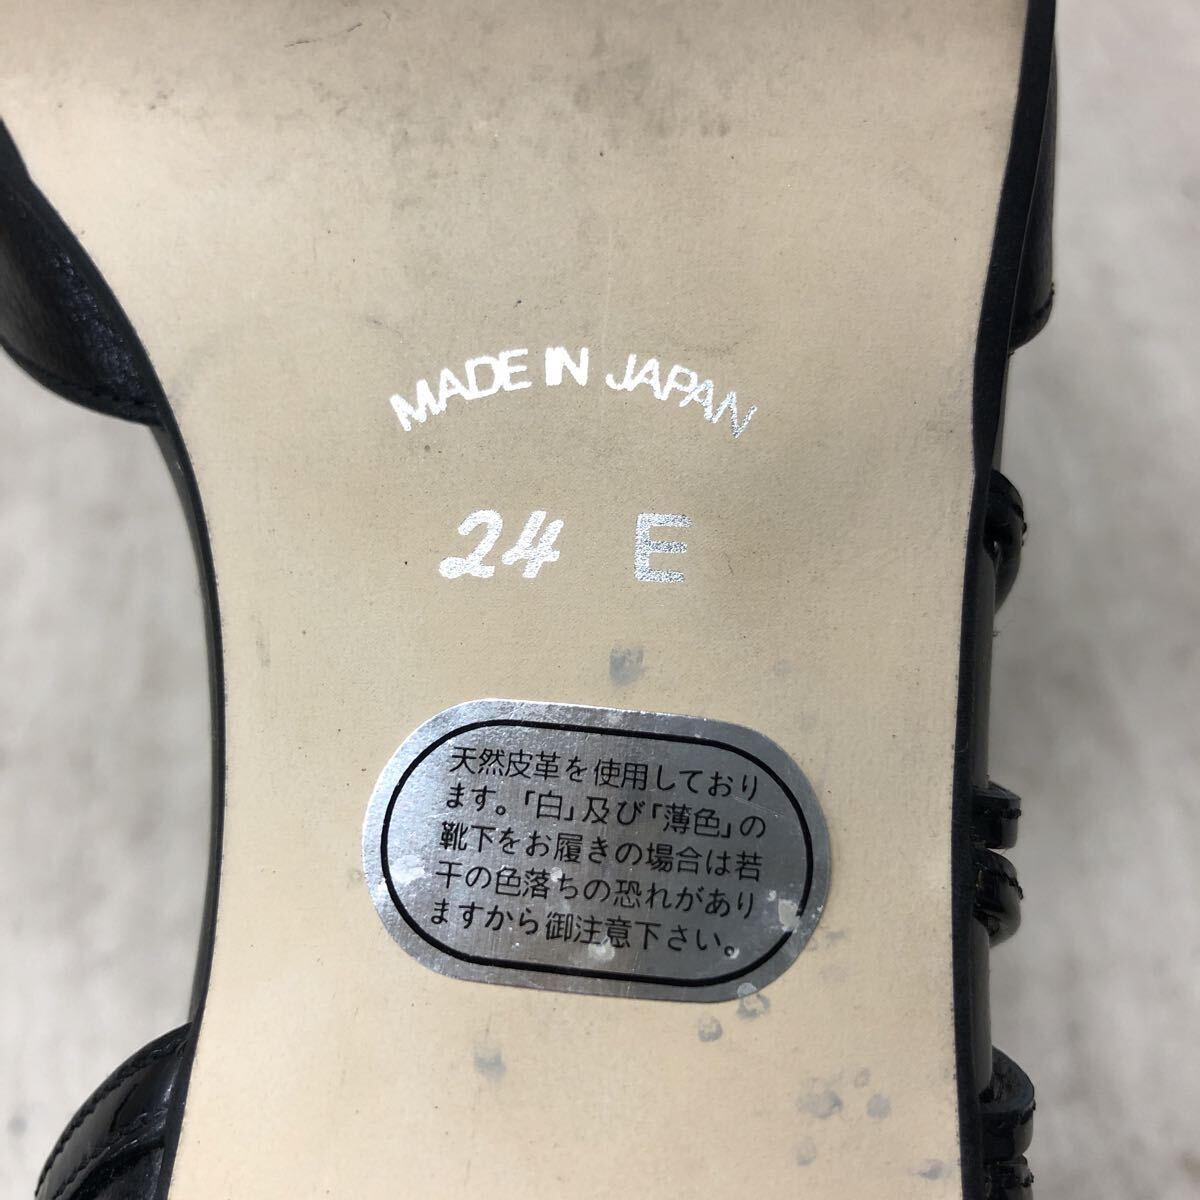 MADE IN JAPAN
24 E
天然皮革を使用しており
ます。「白」及び「薄色」の
靴下をお履きの場合は若
干の色落ちの恐れがあり
ますから御注意下さい。